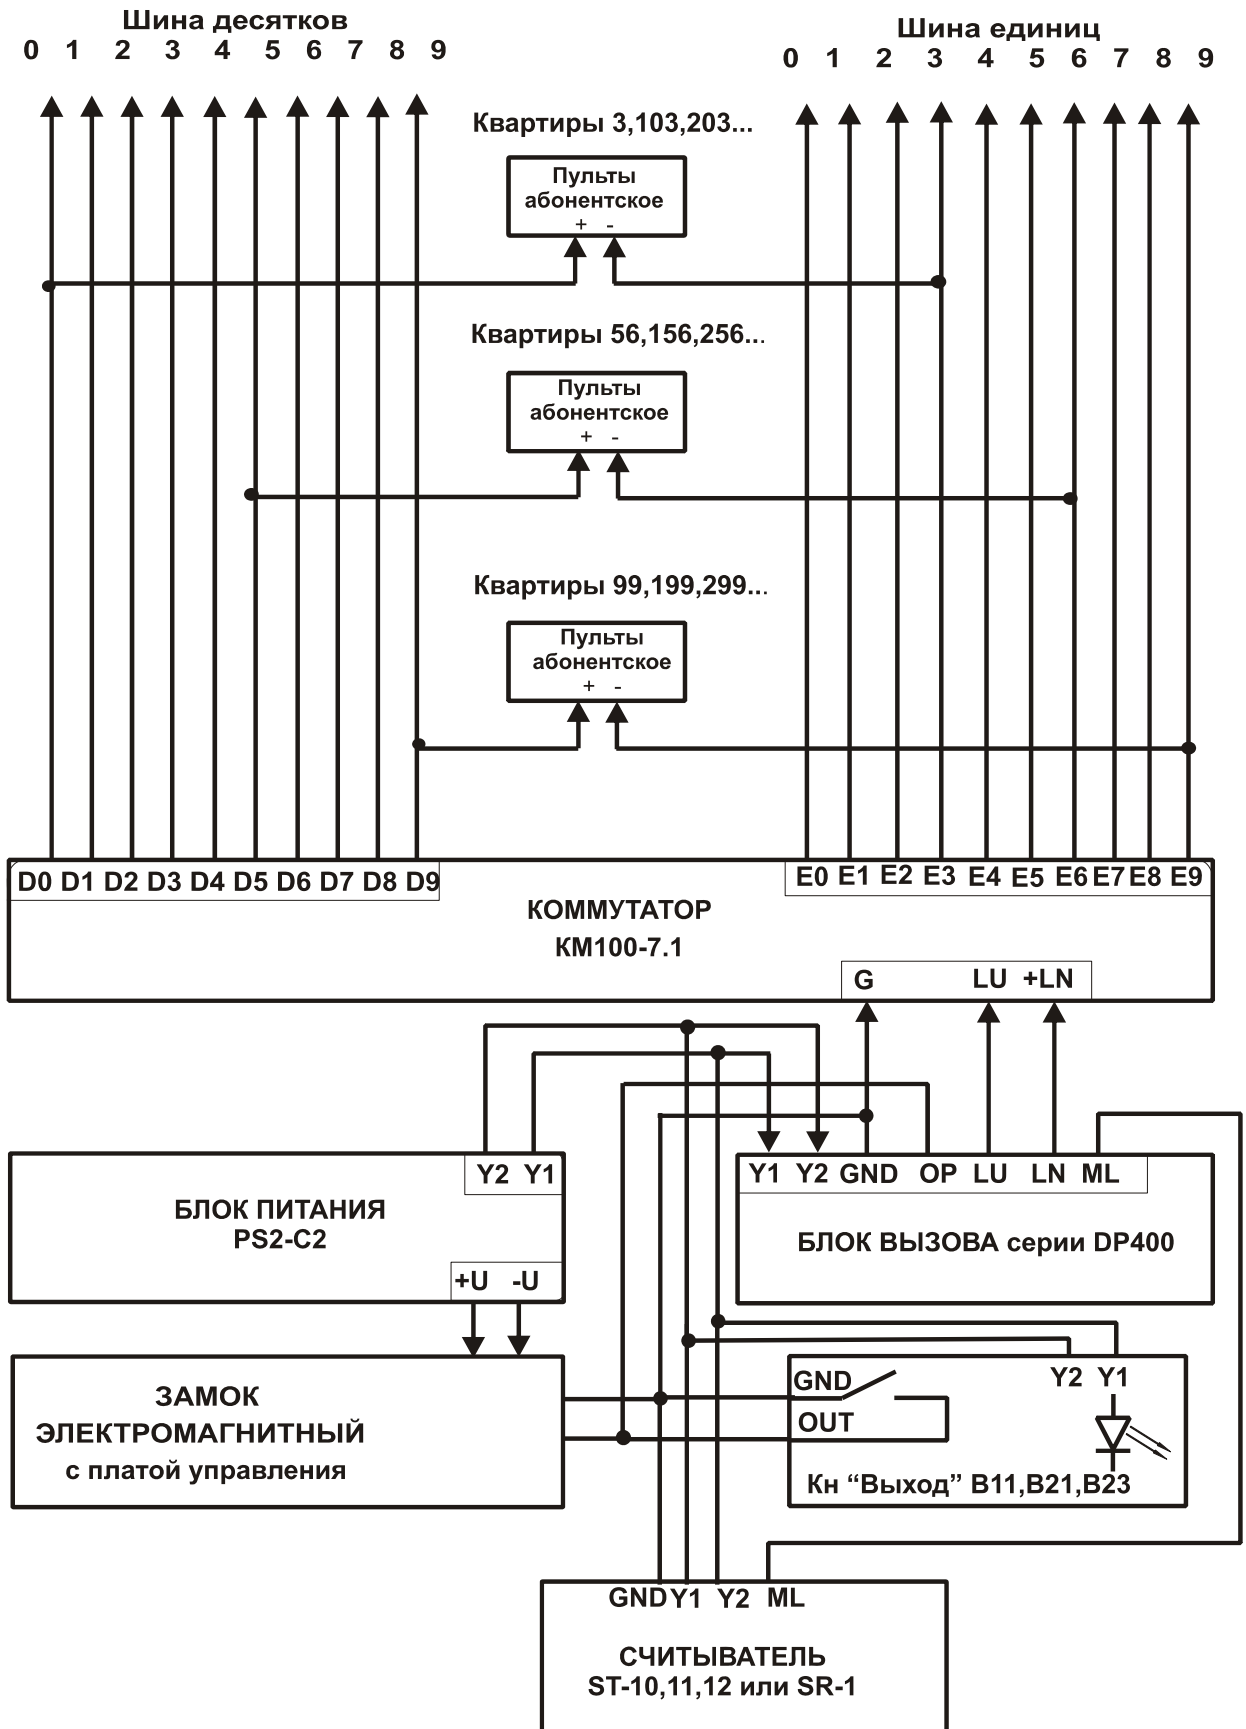 Шина десятков
0 1 2 3 4 5 6 7 8 9
Шина единиц
0 1 2 3 4 5 6 7 8 9
Квартиры 3,103,203...
Пульты
абонентское
+ -
Квартиры 56,156,256...
Пульты
абонентское
+ -
Квартиры 99,199,299...
Пульты
абонентское
+ -
D0 D1 D2 D3 D4 D5 D6 D7 D8 D9
E0 E1 E2 E3 E4 E5 E6 E7 E8 E9
КОММУТАТОР
КМ100-7.1
G LU +LN
Y2 Y1
БЛОК ПИТАНИЯ
PS2-C2
+U -U
Y1 Y2 GND OP LU LN ML
БЛОК ВЫЗОВА серии DP400
ЗАМОК
ЭЛЕКТРОМАГНИТНЫЙ
с платой управления
Y2 Y1
GND
OUT
Кн “Выход” B11,B21,B23
GND Y1 Y2 ML
СЧИТЫВАТЕЛЬ
ST-10,11,12 или SR-1